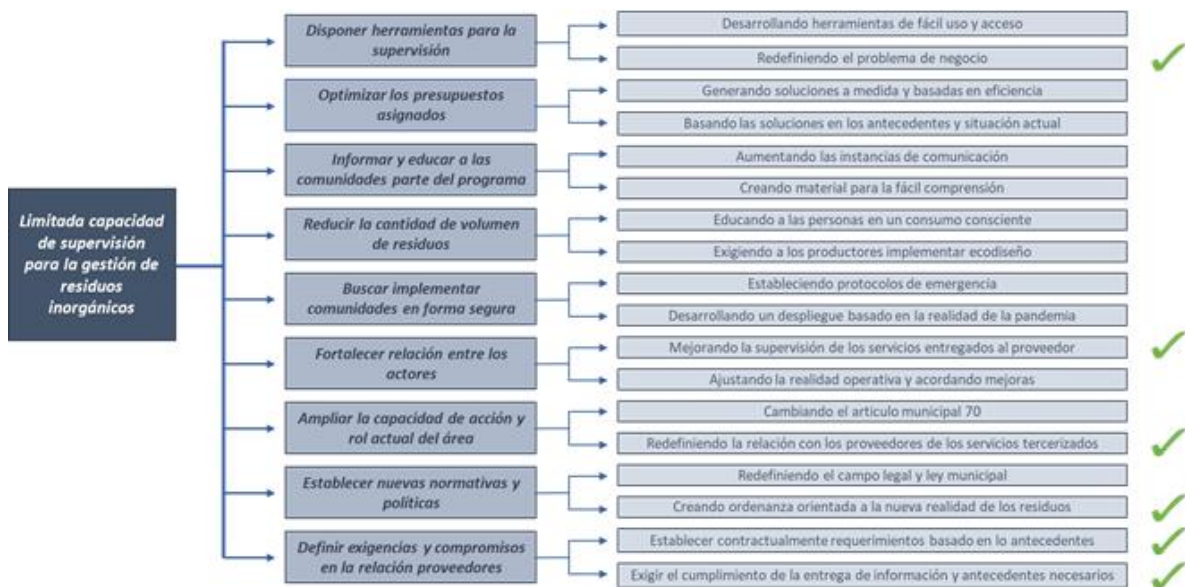 Limitada capacidad
de supervisión
para la gestión de
residuos
inorgánicos
Disponer herramientas para la
supervisión
Desarrollando herramientas de fácil uso y acceso
Redefiniendo el problema de negocio
Optimizar los presupuestos
asignados
Generando soluciones a medida y basadas en eficiencia
Basando las soluciones en los antecedentes y situación actual
Informar y educar a las
comunidades parte del programa
Aumentando las instancias de comunicación
Creando material para la fácil comprensión
Reducir la cantidad de volumen
de residuos
Educando a las personas en un consumo consciente
Exigiendo a los productores implementar ecodiseño
Buscar implementar
comunidades en forma segura
Estableciendo protocolos de emergencia
Desarrollando un despliegue basado en la realidad de la pandemia
Fortalecer relación entre los
actores
Mejorando la supervisión de los servicios entregados al proveedor
Ajustando la realidad operativa y acordando mejoras
Ampliar la capacidad de acción y
rol actual del área
Cambiando el articulo municipal 70
Redefiniendo la relación con los proveedores de los servicios tercerizados
Establecer nuevas normativas y
políticas
Redefiniendo el campo legal y ley municipal
Creando ordenanza orientada a la nueva realidad de los residuos
Definir exigencias y compromisos
en la relación proveedores
Establecer contractualmente requerimientos basado en lo antecedentes
Exigir el cumplimiento de la entrega de información y antecedentes necesarios